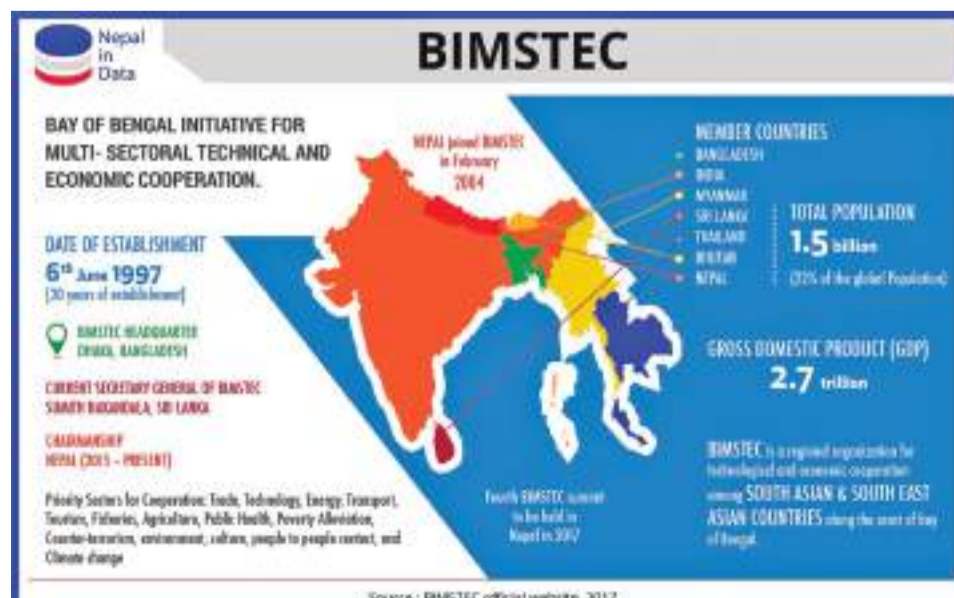 Nepal
in
Data
BIMSTEC
BAY OF BENGAL INITIATIVE FOR
MULTI- SECTORAL TECHNICAL AND
ECONOMIC COOPERATION.
NEPAL Joined BIMSTEC
in February
2004
DATE OF ESTABLISHMENT
6th June 1997
(20 years of establishment)
BIMSTEC HEADQUARTER
DHAKA, BANGLADESH
CURRENT SECRETARY GENERAL OF BIMSTEC
SUMITH NAKANDALA, SRI LANKA
CHAIRMANSHIP
NEPAL (2015 – PRESENT)
Priority Sectors for Cooperation: Trade, Technology, Energy, Transport,
Tourism, Fisheries, Agriculture, Public Health, Poverty Alleviation,
Counter-terrorism, environment, culture, people to people contact, and
Climate change
MEMBER COUNTRIES
BANGLADESH
INDIA
MYANMAR
SRI LANKA
THAILAND
BHUTAN
NEPAL
TOTAL POPULATION
1.5 billion
(22% of the global Population)
GROSS DOMESTIC PRODUCT (GDP)
2.7 trillion
BIMSTEC is a regional organization for
technological and economic cooperation
among SOUTH ASIAN & SOUTH EAST
ASIAN COUNTRIES along the coast of Bay
of Bengal.
Fourth BIMSTEC summit
to be held in
Nepal in 2017
Source : BIMSTEC official website, 2017